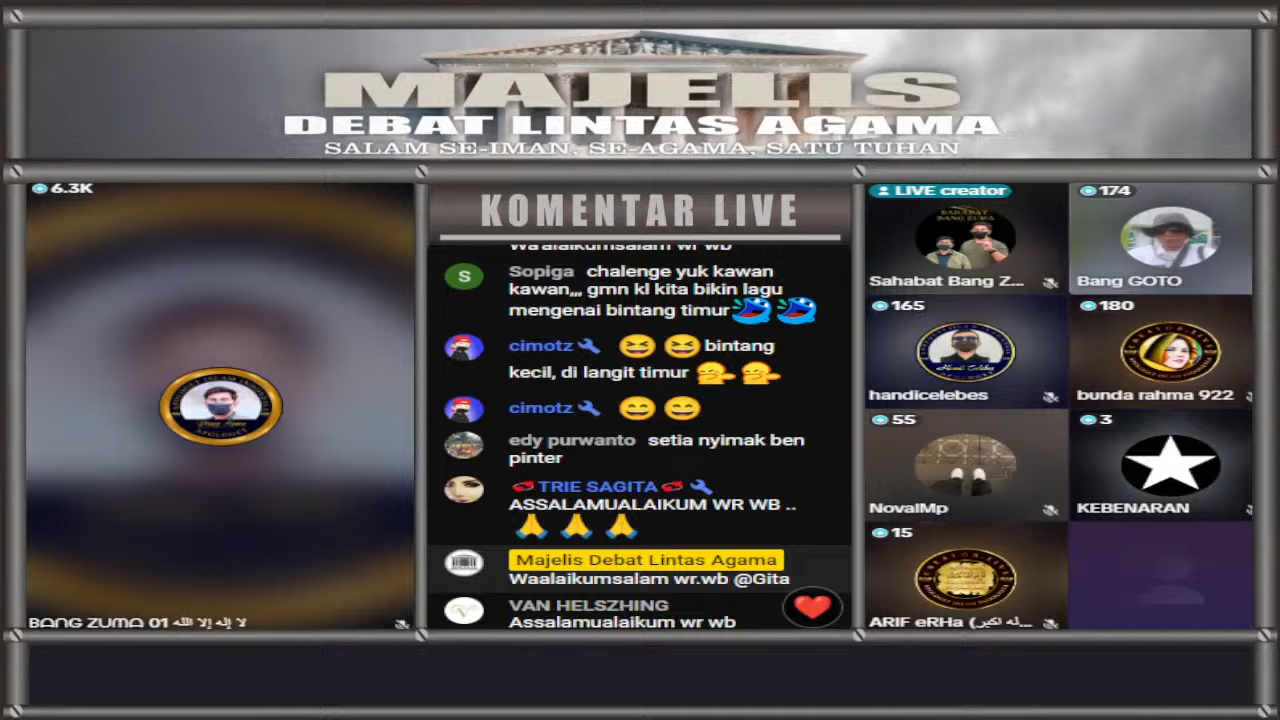 MAJELIS
DEBAT LINTAS AGAMA
SALAM SE-IMAN, SE-AGAMA, SATU TUHAN
6.3K
BANG ZUMA 01 لا إله إلا الله
KOMENTAR LIVE
Waalaikumsalam wr wb
S
Sopiga chalenge yuk kawan
kawan,,, gmn kl kita bikin lagu
mengenai bintang timur🤣 🤣
cimotz🔧 😆 😆 bintang
kecil, di langit timur
cimotz🔧 😄 😄
edy purwanto setia nyimak ben
pinter
TRIE SAGITA 🔧
ASSALAMUALAIKUM WR WB ..
🙏 🙏 🙏
Majelis Debat Lintas Agama
Waalaikumsalam wr.wb @Gita
VAN HELSZHING
Assalamualaikum wr wb
LIVE creator
SAHABAT
BANG ZUMA
Sahabat Bang Z...
174
Bang GOTO
165
handicelebes
180
bunda rahma 922
55
NovalMp
3
KEBENARAN
15
ARIF eRHa